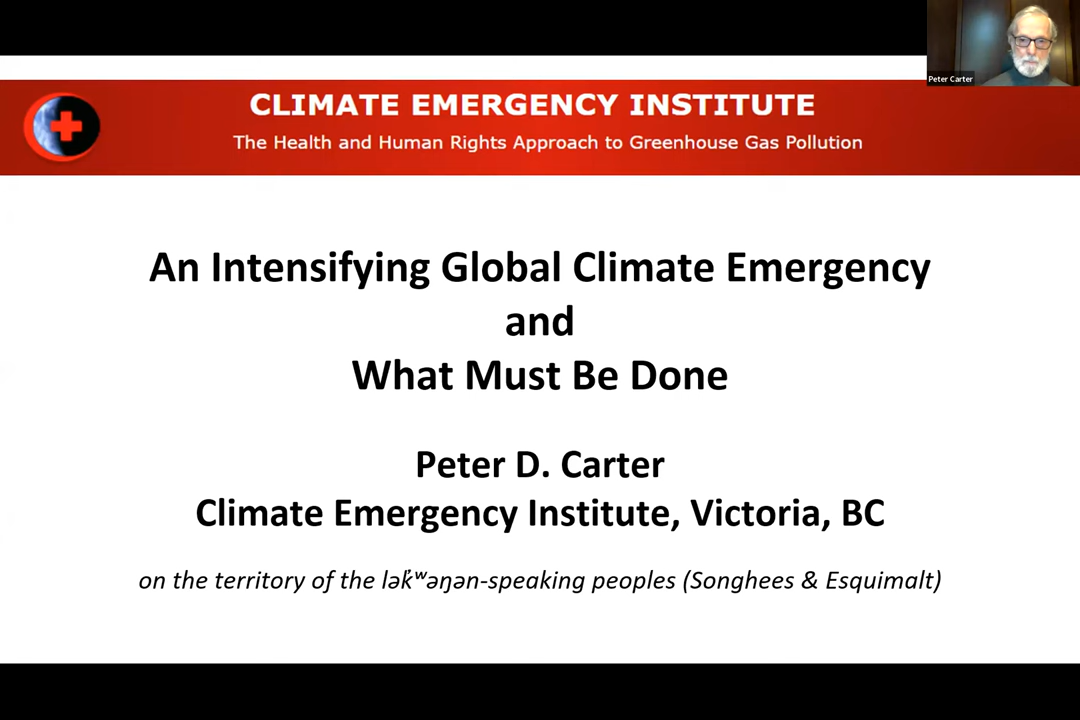 Peter Carter
CLIMATE EMERGENCY INSTITUTE
The Health and Human Rights Approach to Greenhouse Gas Pollution
An Intensifying Global Climate Emergency
and
What Must Be Done
Peter D. Carter
Climate Emergency Institute, Victoria, BC
on the territory of the lək̓ʷəŋən-speaking peoples (Songhees & Esquimalt)